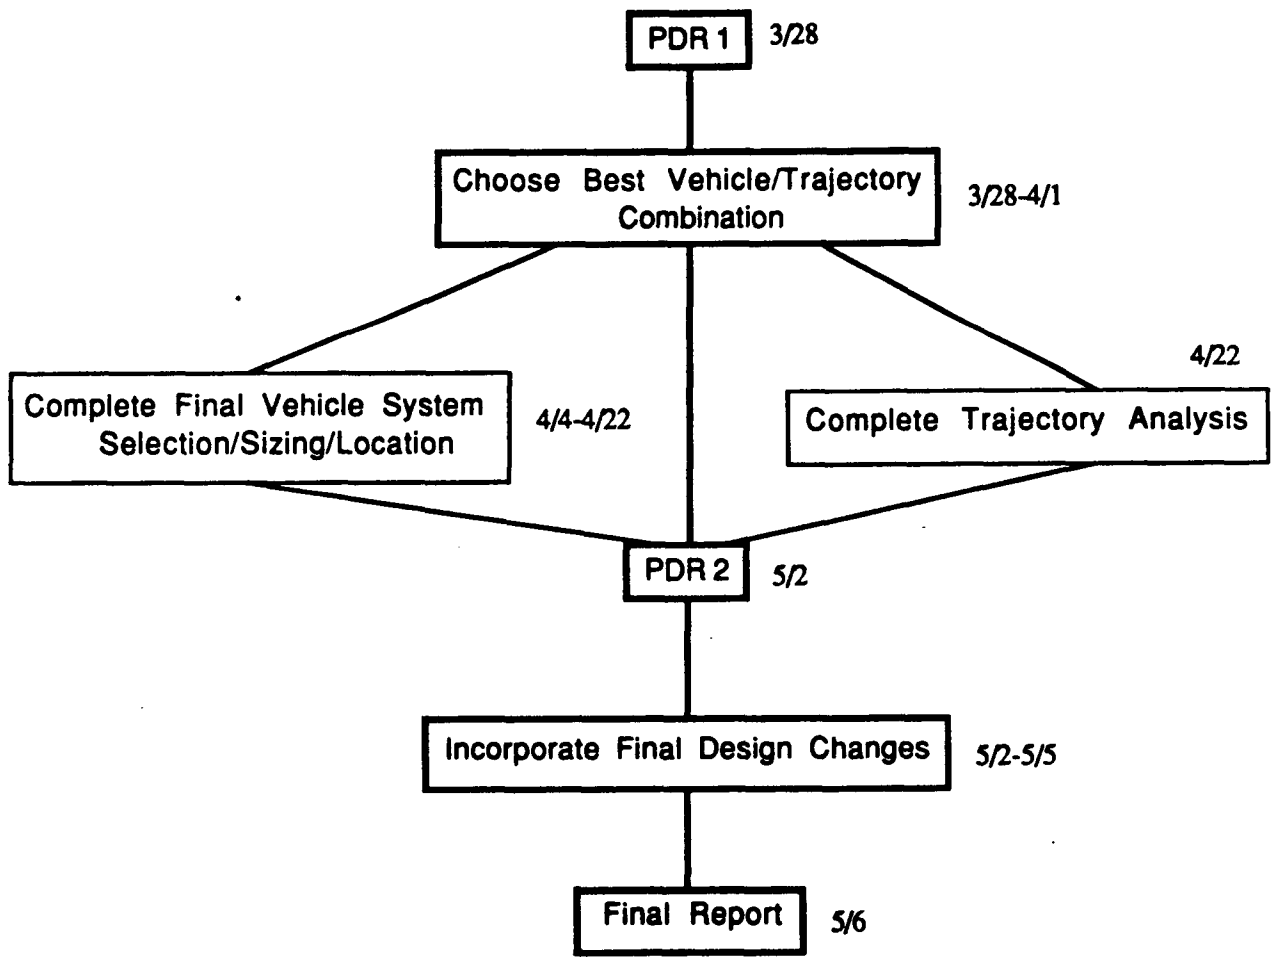 PDR 1
3/28
Choose Best Vehicle/Trajectory
Combination
3/28-4/1
Complete Final Vehicle System
Selection/Sizing/Location
4/4-4/22
4/22
Complete Trajectory Analysis
PDR 2
5/2
Incorporate Final Design Changes
5/2-5/5
Final Report
5/6